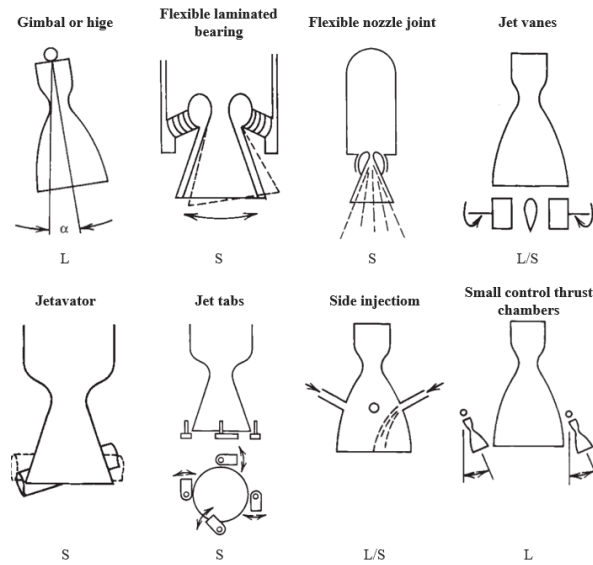 Gimbal or hige
Flexible laminated
bearing
Flexible nozzle joint
Jet vanes
α
L
S
S
L/S
Jetavator
Jet tabs
Side injectiom
Small control thrust
chambers
S
S
L/S
L